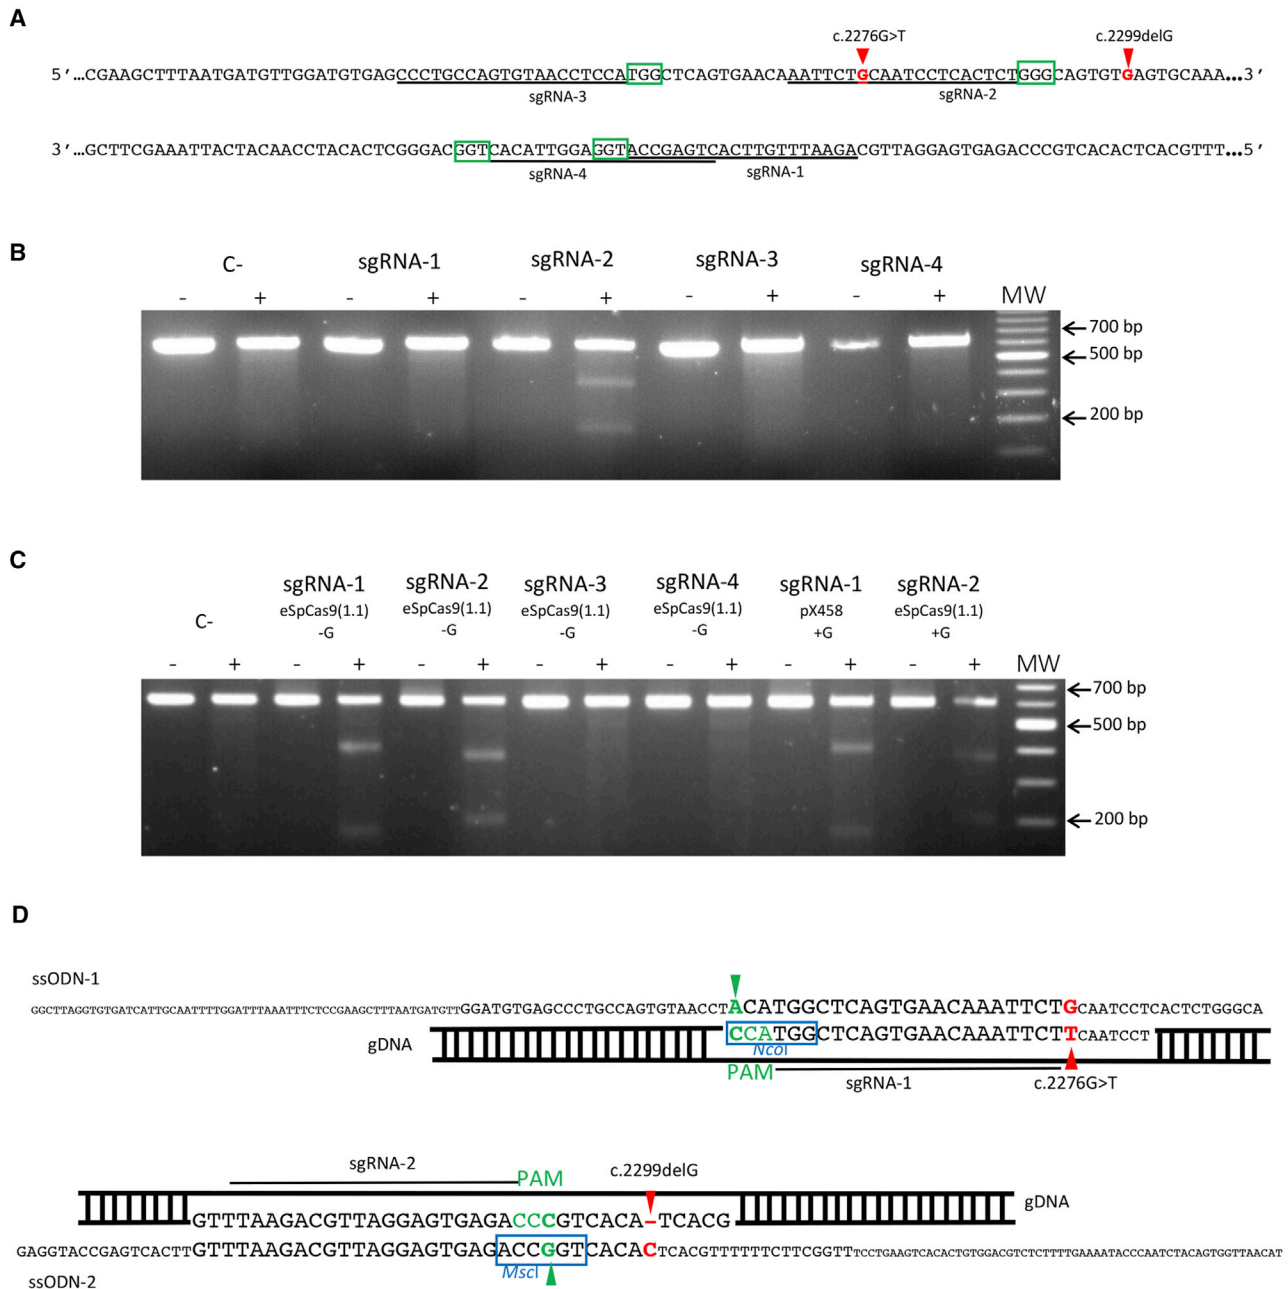 A
c.2276G>T c.2299delG
5′...CGAAGCTTTAATGATGTTGGATGTGAGCCCTGCCAGTGTAACCTCCATGGCTCAGTGAACAAATTCTGCAATCCTCACTCTGGGCAGTGTGAGTGCAAA...3′
sgRNA-3 sgRNA-2
3′...GCTTCGAAATTACTACAACCTACACTCGGGACGGTCACATTGGAGGTACCGAGTCACTTGTTTAAGACGTTAGGAGTGAGACCCGTCACACTCACGTTT...5′
sgRNA-4 sgRNA-1
B
C- sgRNA-1 sgRNA-2 sgRNA-3 sgRNA-4
- + - + - + - + - + MW
700 bp
500 bp
200 bp
C
sgRNA-1 sgRNA-2 sgRNA-3 sgRNA-4 sgRNA-1 sgRNA-2
eSpCas9(1.1) eSpCas9(1.1) eSpCas9(1.1) eSpCas9(1.1) pX458 eSpCas9(1.1)
C- -G -G -G -G +G +G
- + - + - + - + - + - + - + MW
700 bp
500 bp
200 bp
D
ssODN-1
GGCTTAGGTGTGATCATTGCAATTTTGGATTTAAATTTCTCCGAAGCTTTAATGATGTTGGATGTGAGCCCTGCCAGTGTAACCTACATGGCTCAGTGAACAAATTCTGCAATCCTCACTCTGGGCA
gDNA CCATGGCTCAGTGAACAAATTCTTCAATCCT
NcoI
PAM sgRNA-1 c.2276G>T
sgRNA-2 PAM c.2299delG
gDNA
GTTTAAGACGTTAGGAGTGAGACCCGTCACA–TCACG
GAGGTACCGAGTCACTTGTTTAAGACGTTAGGAGTGAGACCGGTCACACTCACGTTTTTTCTTCGGTTTCCTGAAGTCACACTGTGGACGTCTCTTTTGAAAATACCCAATCTACAGTGGTTAACAT
MscI
ssODN-2